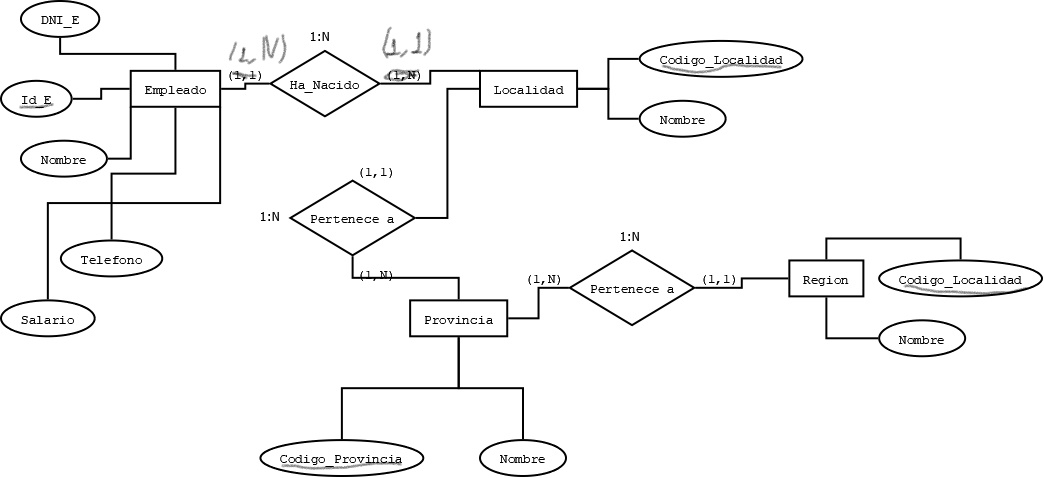 DNI_E
1:N
(1,N)
(1,1)
Codigo_Localidad
(1,1)
(1,N)
Id_E
Empleado
Ha_Nacido
Localidad
Nombre
Nombre
(1,1)
1:N
Pertenece a
1:N
Telefono
(1,N)
(1,N)
(1,1)
Pertenece a
Region
Codigo_Localidad
Salario
Provincia
Nombre
Codigo_Provincia
Nombre